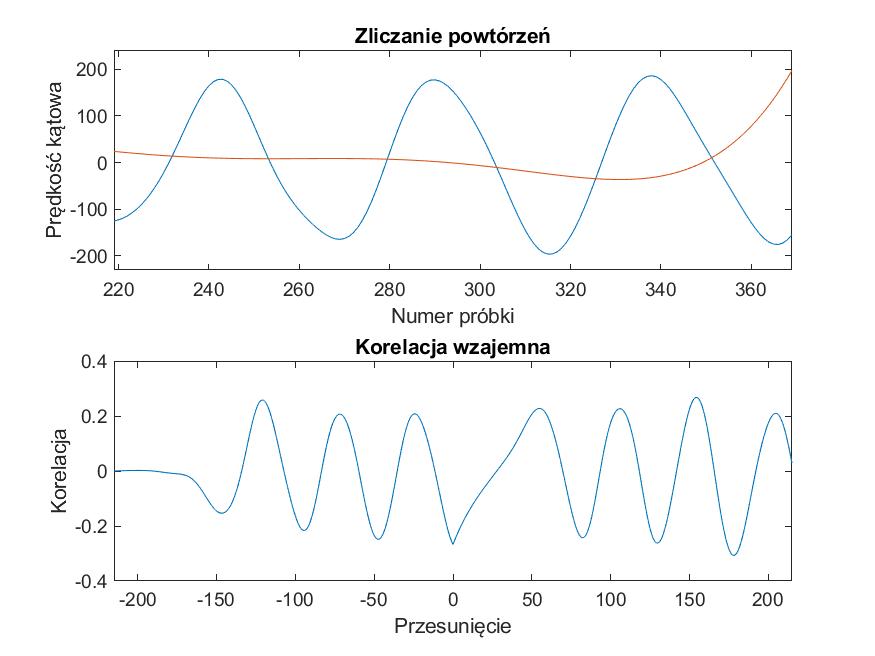 Zliczanie powtórzeń
Prędkość kątowa
200
100
0
-100
-200
220 240 260 280 300 320 340 360
Numer próbki
Korelacja wzajemna
Korelacja
0.4
0.2
0
-0.2
-0.4
-200 -150 -100 -50 0 50 100 150 200
Przesunięcie